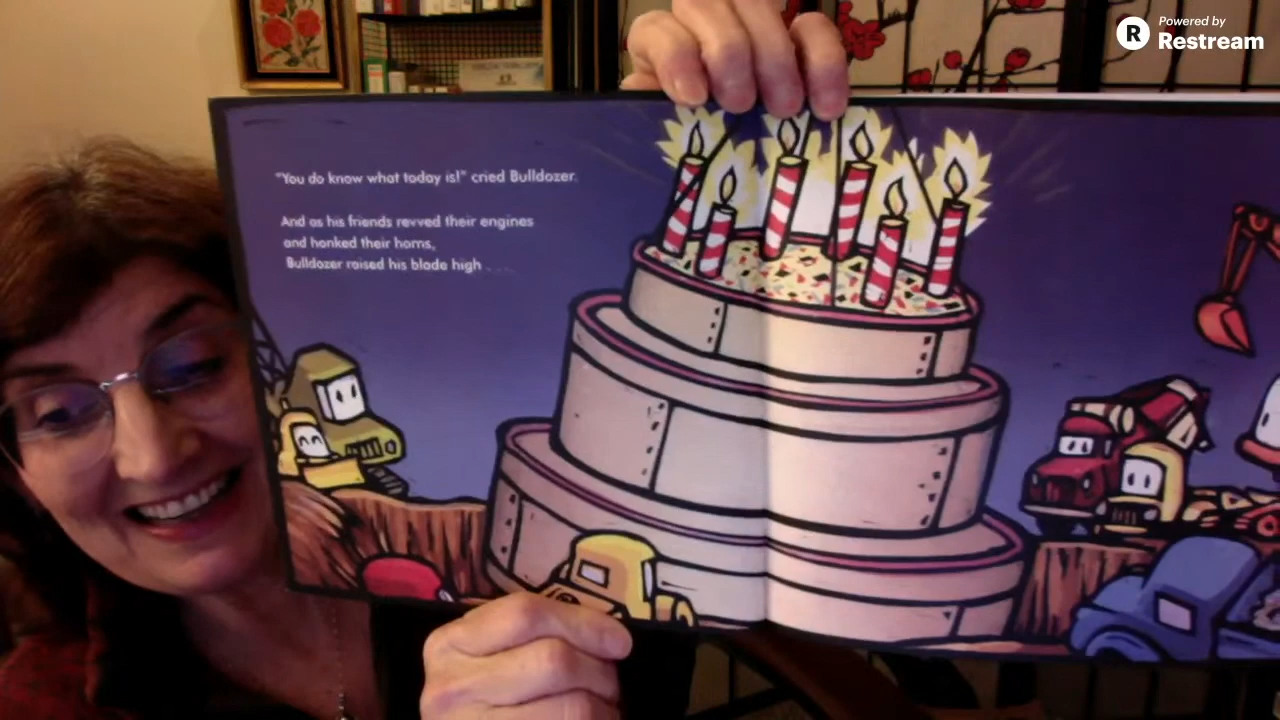 Powered by
R Restream
"You do know what today is!" cried Bulldozer.
And as his friends revved their engines
and honked their horns,
Bulldozer raised his blade high . . . .